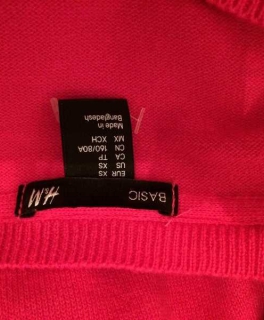 H&M BASIC
EUR XS
US XS
CA TP
CN 160/80A
MX XCH
Made in
Bangladesh